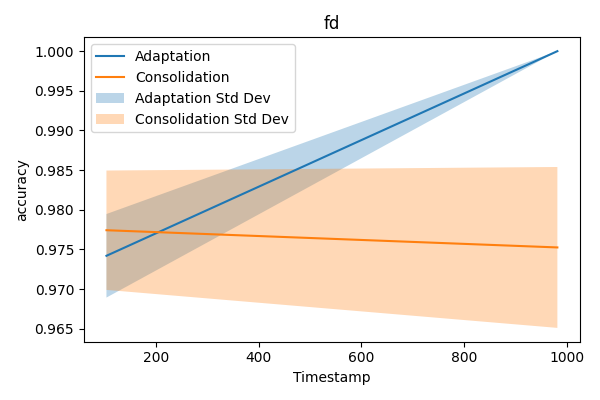 fd
Adaptation
Consolidation
Adaptation Std Dev
Consolidation Std Dev
accuracy
1.000
0.995
0.990
0.985
0.980
0.975
0.970
0.965
200
400
600
800
1000
Timestamp